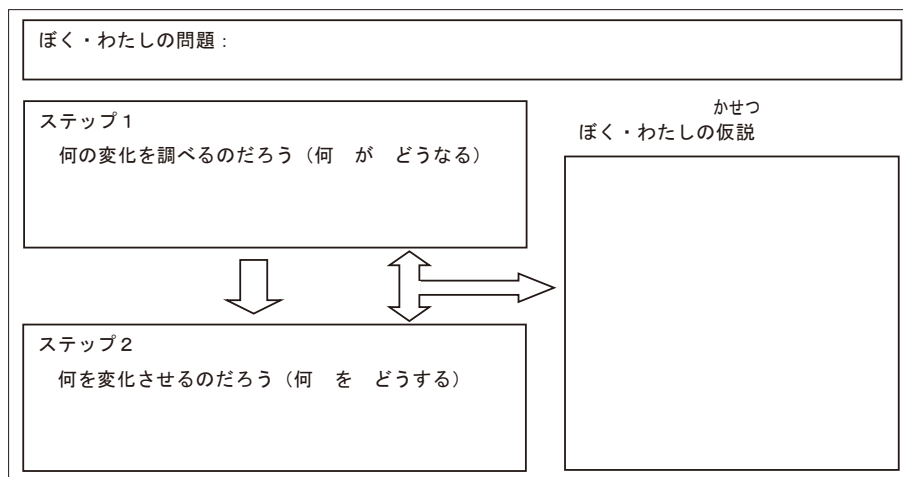 ぼく・わたしの問題：
ステップ１
何の変化を調べるのだろう（何　が　どうなる）
かせつ
ぼく・わたしの仮説
ステップ２
何を変化させるのだろう（何　を　どうする）